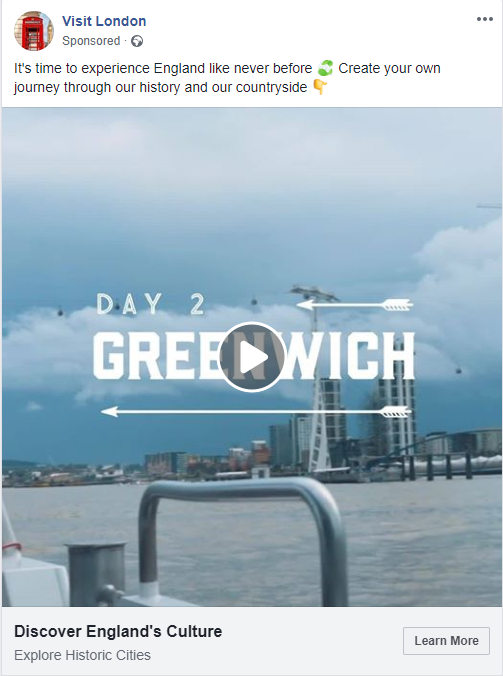 Visit London
Sponsored ·
It's time to experience England like never before Create your own
journey through our history and our countryside
DAY 2
GREENWICH
Discover England's Culture
Explore Historic Cities
Learn More